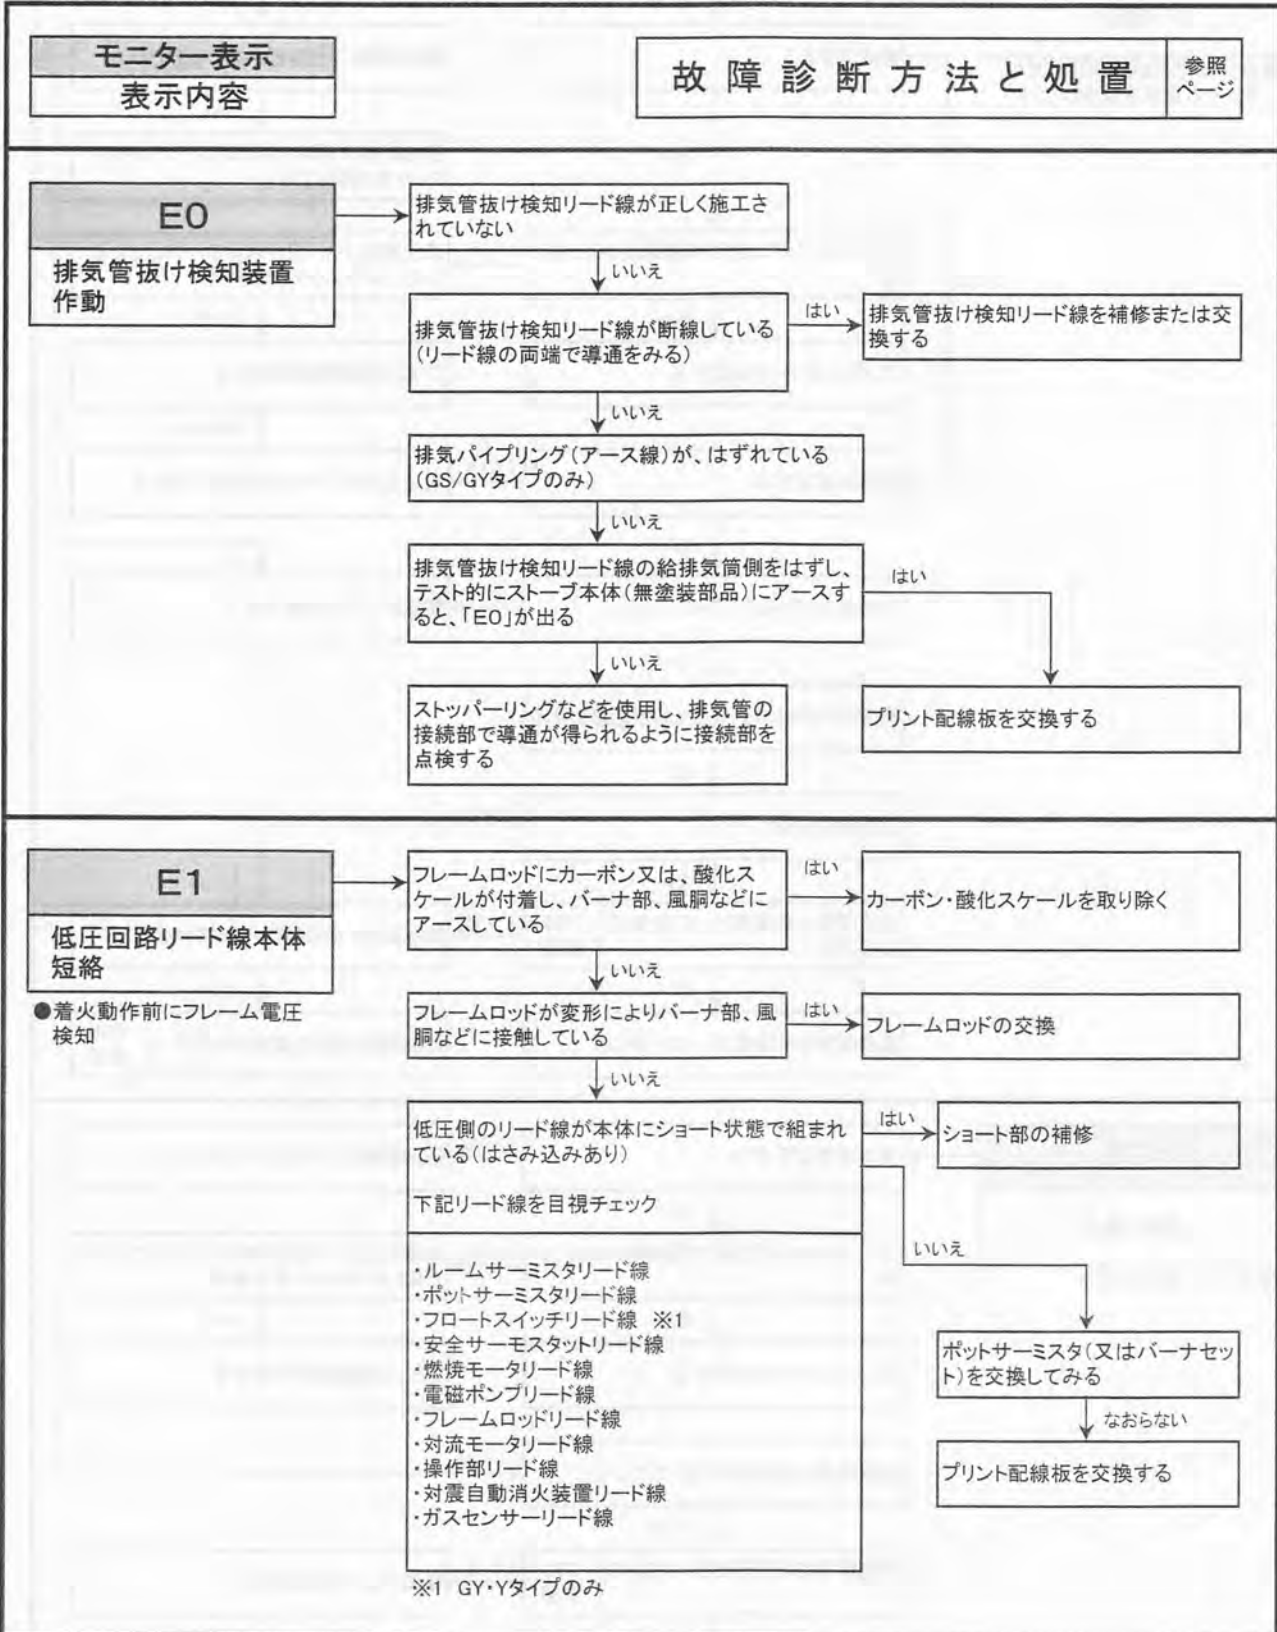 モニター表示
表示内容
故障診断方法と処置
参照
ページ
E0
排気管抜け検知装置
作動
排気管抜け検知リード線が正しく施工さ
れていない
いいえ
排気管抜け検知リード線が断線している
(リード線の両端で導通をみる)
はい
排気管抜け検知リード線を補修または交
換する
いいえ
排気パイプリング(アース線)が、はずれている
(GS/GYタイプのみ)
いいえ
排気管抜け検知リード線の給排気筒側をはずし、
テスト的にストーブ本体(無塗装部品)にアースす
ると、「E0」が出る
はい
いいえ
ストッパーリングなどを使用し、排気管の
接続部で導通が得られるように接続部を
点検する
プリント配線板を交換する
E1
低圧回路リード線本体
短絡
●着火動作前にフレーム電圧
検知
フレームロッドにカーボン又は、酸化ス
ケールが付着し、バーナ部、風胴などに
アースしている
はい
カーボン・酸化スケールを取り除く
いいえ
フレームロッドが変形によりバーナ部、風
胴などに接触している
はい
フレームロッドの交換
いいえ
低圧側のリード線が本体にショート状態で組まれ
ている(はさみ込みあり)
下記リード線を目視チェック
はい
ショート部の補修
いいえ
・ルームサーミスタリード線
・ポットサーミスタリード線
・フロートスイッチリード線 ※1
・安全サーモスタットリード線
・燃焼モータリード線
・電磁ポンプリード線
・フレームロッドリード線
・対流モータリード線
・操作部リード線
・対震自動消火装置リード線
・ガスセンサーリード線
ポットサーミスタ(又はバーナセッ
ト)を交換してみる
なおらない
プリント配線板を交換する
※1 GY・Yタイプのみ